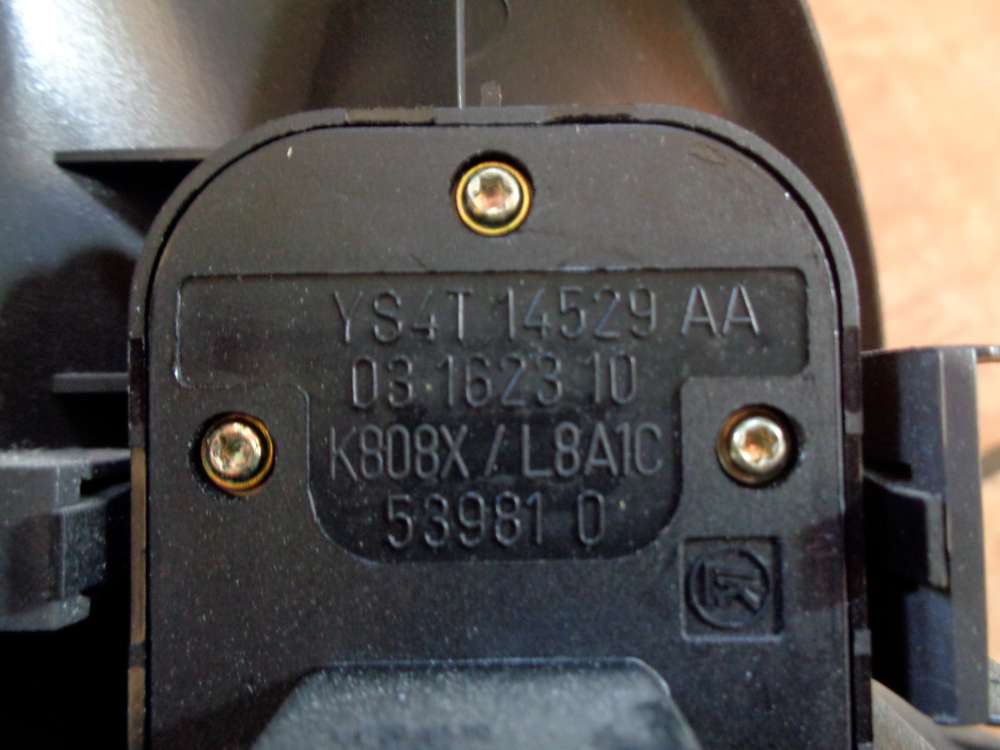 YS4T 14529 AA
03 1623 10
K808X / L8A1C
53981 0